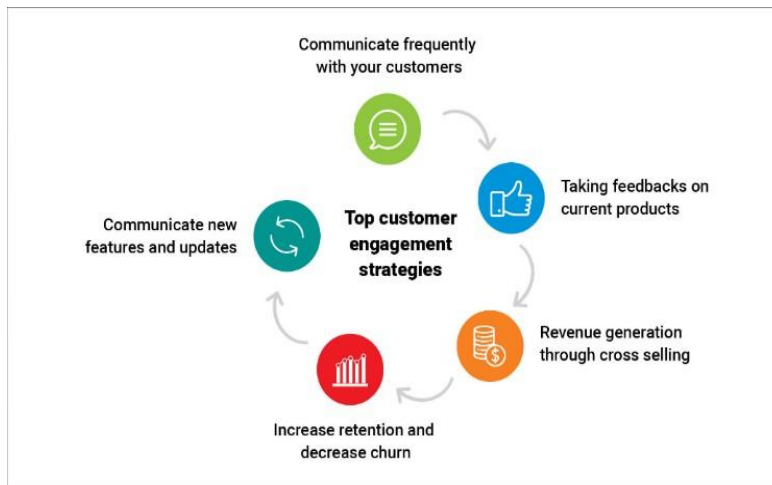 Communicate frequently
with your customers
Taking feedbacks on
current products
Revenue generation
through cross selling
Increase retention and
decrease churn
Communicate new
features and updates
Top customer
engagement
strategies
$